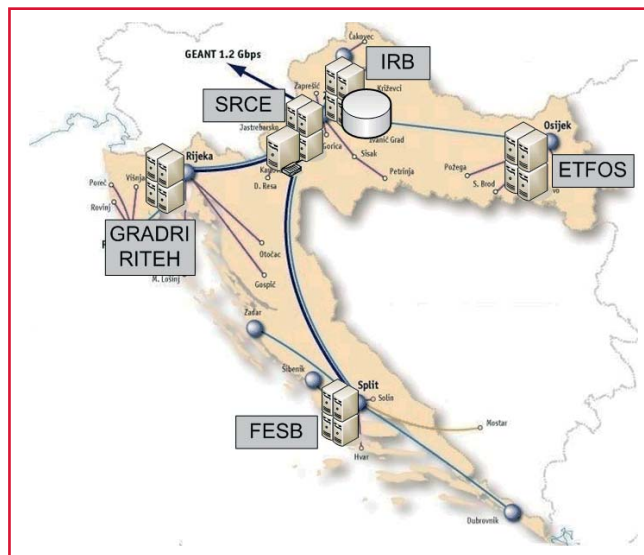 Čakovec
GEANT 1.2 Gbps
IRB
Zaprešić
Križevci
SRCE
Jastrebarsko
Ivanić Grad
Osijek
Gorica
Rijeka
Sisak
Požega
ETFOS
Petrinja
D. Resa
S. Brod
Poreč
Višnja
Rovinj
GRADRI
RITEH
Otočac
M. Lošinj
Gospić
Zadar
Šibenik
Split
Solin
FESB
Mostar
Hvar
Dubrovnik